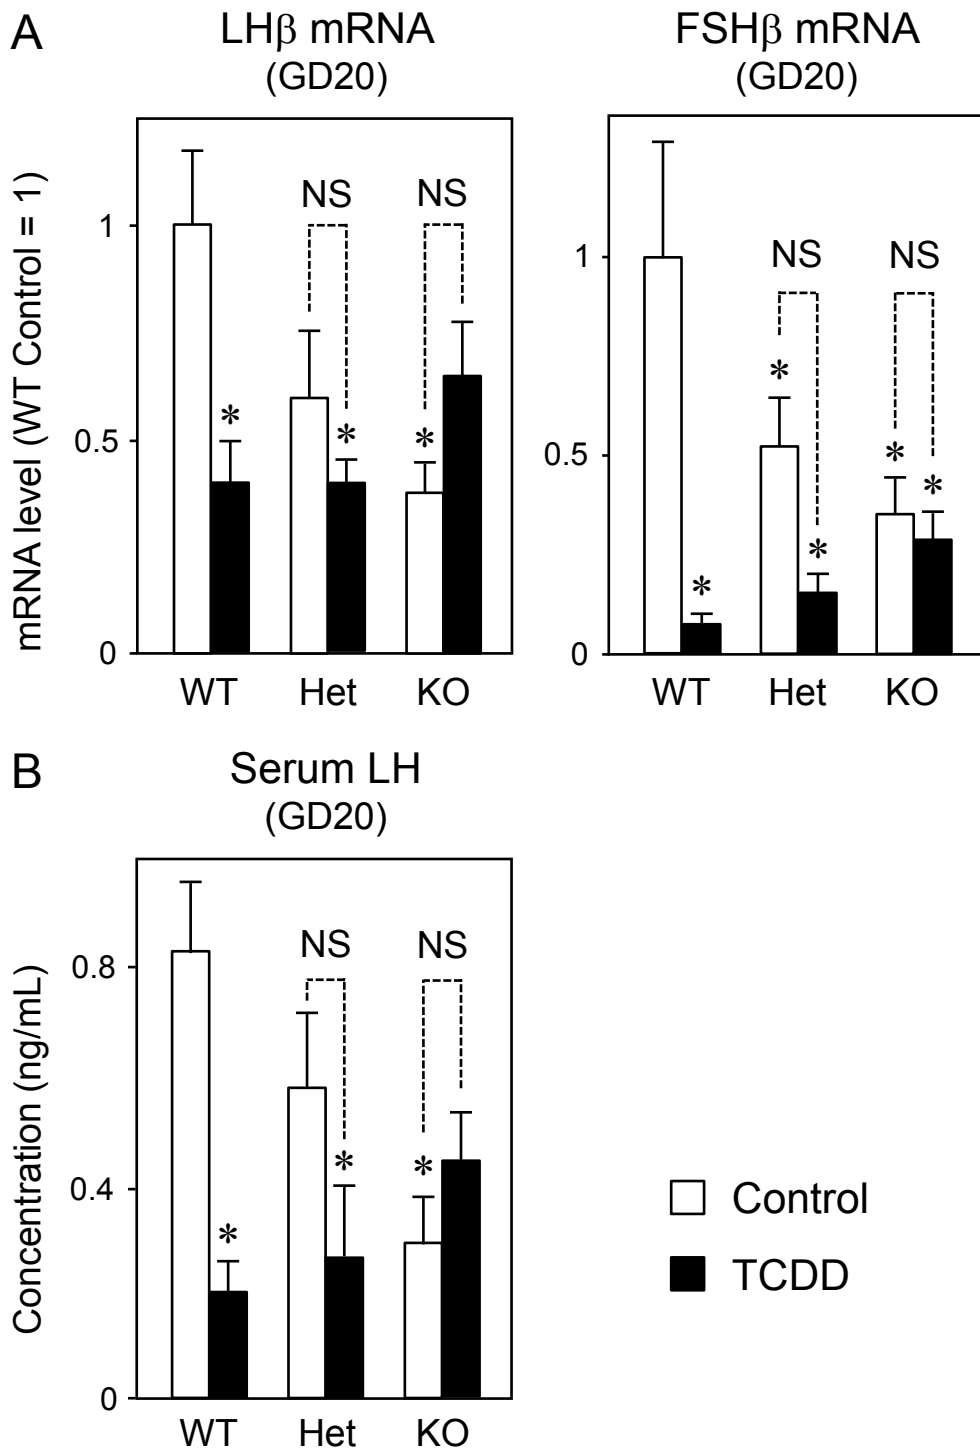 A
LHβ mRNA
(GD20)
FSHβ mRNA
(GD20)
mRNA level (WT Control = 1)
1
0.5
0
NS
NS
*
*
*
WT
Het
KO
1
0.5
0
NS
NS
*
*
*
*
*
WT
Het
KO
B
Serum LH
(GD20)
Concentration (ng/mL)
0.8
0.4
0
NS
NS
*
*
*
WT
Het
KO
Control
TCDD